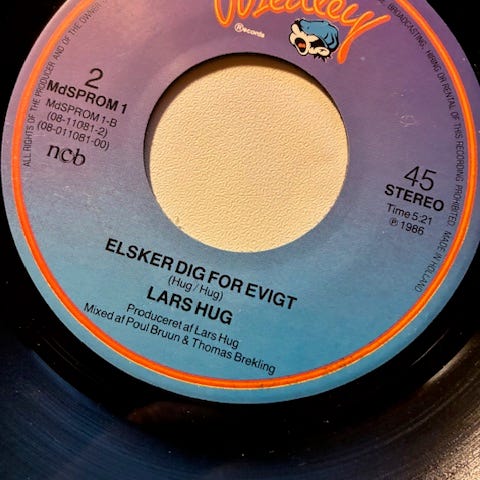 Medley
®ecords
ALL RIGHTS OF THE PRODUCER AND OF THE OWNER
BROADCASTING, HIRING OR RENTAL OF THIS RECORDING PROHIBITED. MADE IN HOLLAND
2
MdSPROM 1
MdSPROM 1-B
(08-11081-2)
(08-011081-00)
ncb
45
STEREO
Time 5:21
℗ 1986
ELSKER DIG FOR EVIGT
(Hug/Hug)
LARS HUG
Produceret af Lars Hug
Mixed af Poul Bruun & Thomas Brekling